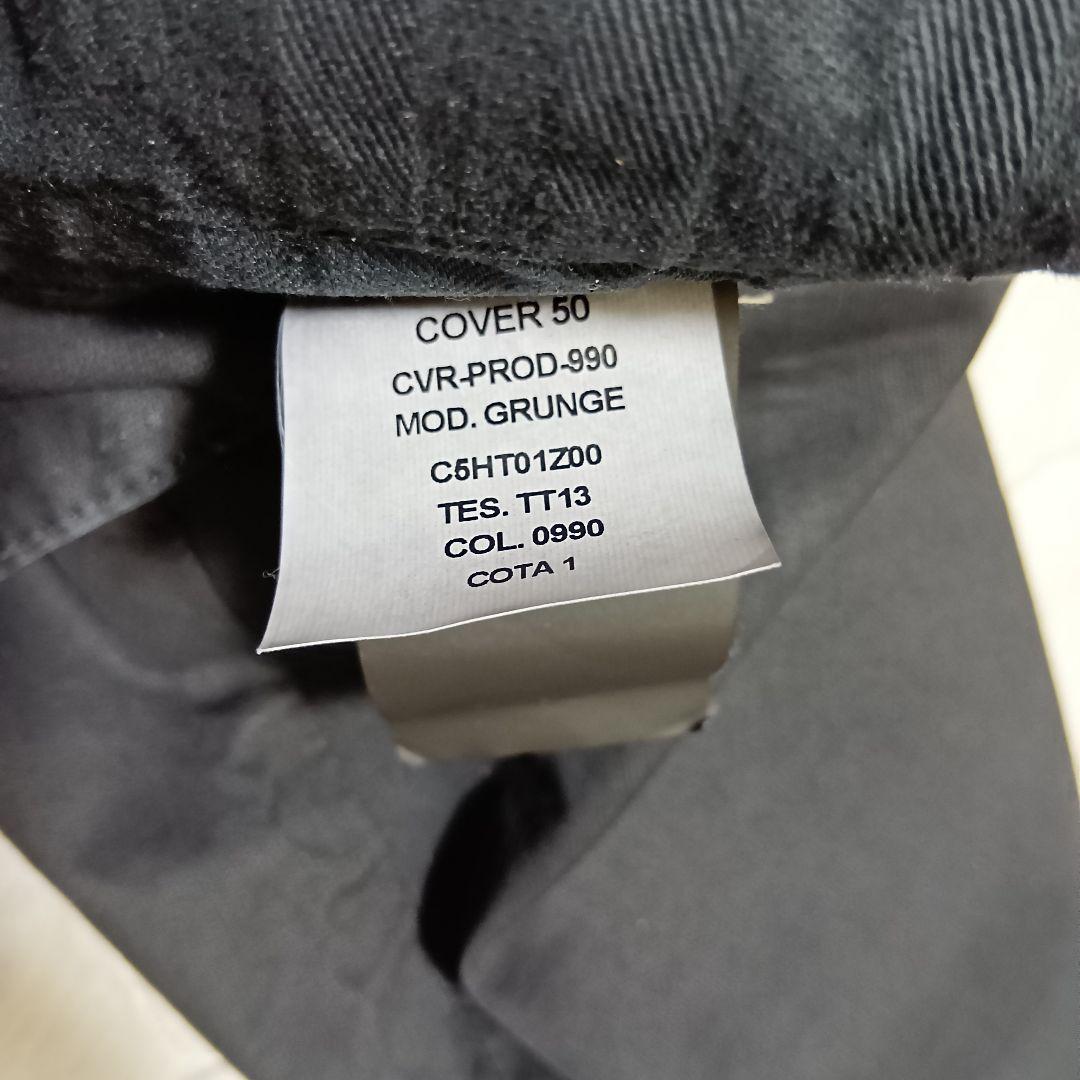 COVER 50
CVR-PROD-990
MOD. GRUNGE
C5HT01Z00
TES. TT13
COL. 0990
COTA 1